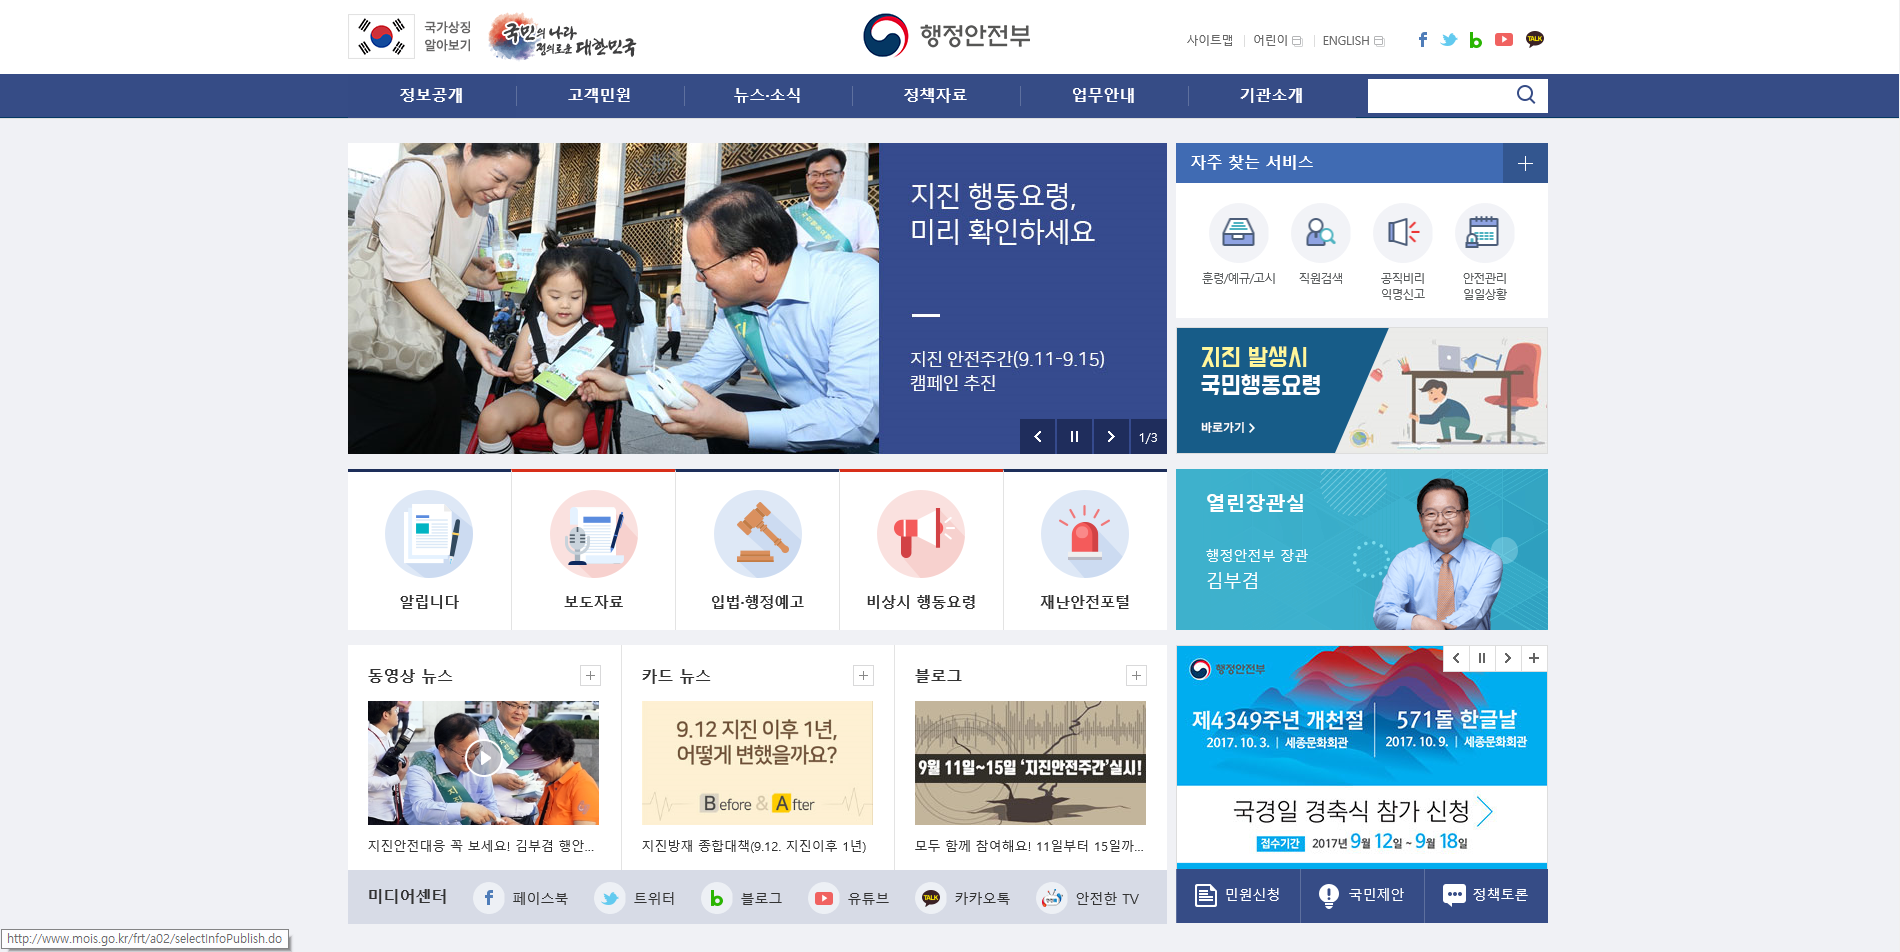 국가상징
알아보기
국민의 나라
정의로운 대한민국
행정안전부
사이트맵
어린이
ENGLISH
TALK
정보공개
고객민원
뉴스·소식
정책자료
업무안내
기관소개
지진 행동요령,
미리 확인하세요
지진 안전주간(9.11-9.15)
캠페인 추진
1/3
자주 찾는 서비스
훈령/예규/고시
직원검색
공직비리
익명신고
안전관리
일일상황
지진 발생시
국민행동요령
바로가기
알립니다
보도자료
입법·행정예고
비상시 행동요령
재난안전포털
열린장관실
행정안전부 장관
김부겸
동영상 뉴스
지진안전대응 꼭 보세요! 김부겸 행안...
카드 뉴스
9.12 지진 이후 1년,
어떻게 변했을까요?
Before & After
지진방재 종합대책(9.12. 지진이후 1년)
블로그
9월 11일~15일 '지진안전주간'실시!
모두 함께 참여해요! 11일부터 15일까...
행정안전부
제4349주년 개천절
2017. 10. 3. | 세종문화회관
571돌 한글날
2017. 10. 9. | 세종문화회관
국경일 경축식 참가 신청
접수기간 2017년 9월 12일 ~ 9월 18일
미디어센터
페이스북
트위터
블로그
유튜브
TALK
카카오톡
안전한 TV
민원신청
국민제안
정책토론
http://www.mois.go.kr/frt/a02/selectInfoPublish.do